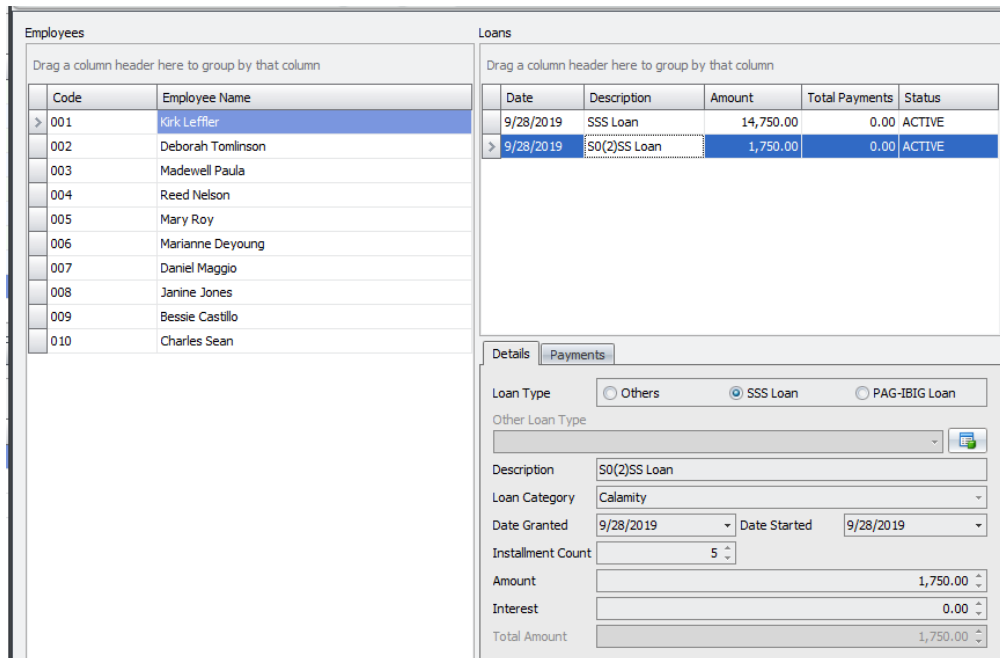 Employees
Drag a column header here to group by that column
Code Employee Name
001 Kirk Leffler
002 Deborah Tomlinson
003 Madewell Paula
004 Reed Nelson
005 Mary Roy
006 Marianne Deyoung
007 Daniel Maggio
008 Janine Jones
009 Bessie Castillo
010 Charles Sean
Loans
Drag a column header here to group by that column
Date Description Amount Total Payments Status
9/28/2019 SSS Loan 14,750.00 0.00 ACTIVE
9/28/2019 S0(2)SS Loan 1,750.00 0.00 ACTIVE
Details Payments
Loan Type Others SSS Loan PAG-IBIG Loan
Other Loan Type
Description S0(2)SS Loan
Loan Category Calamity
Date Granted 9/28/2019 Date Started 9/28/2019
Installment Count 5
Amount 1,750.00
Interest 0.00
Total Amount 1,750.00